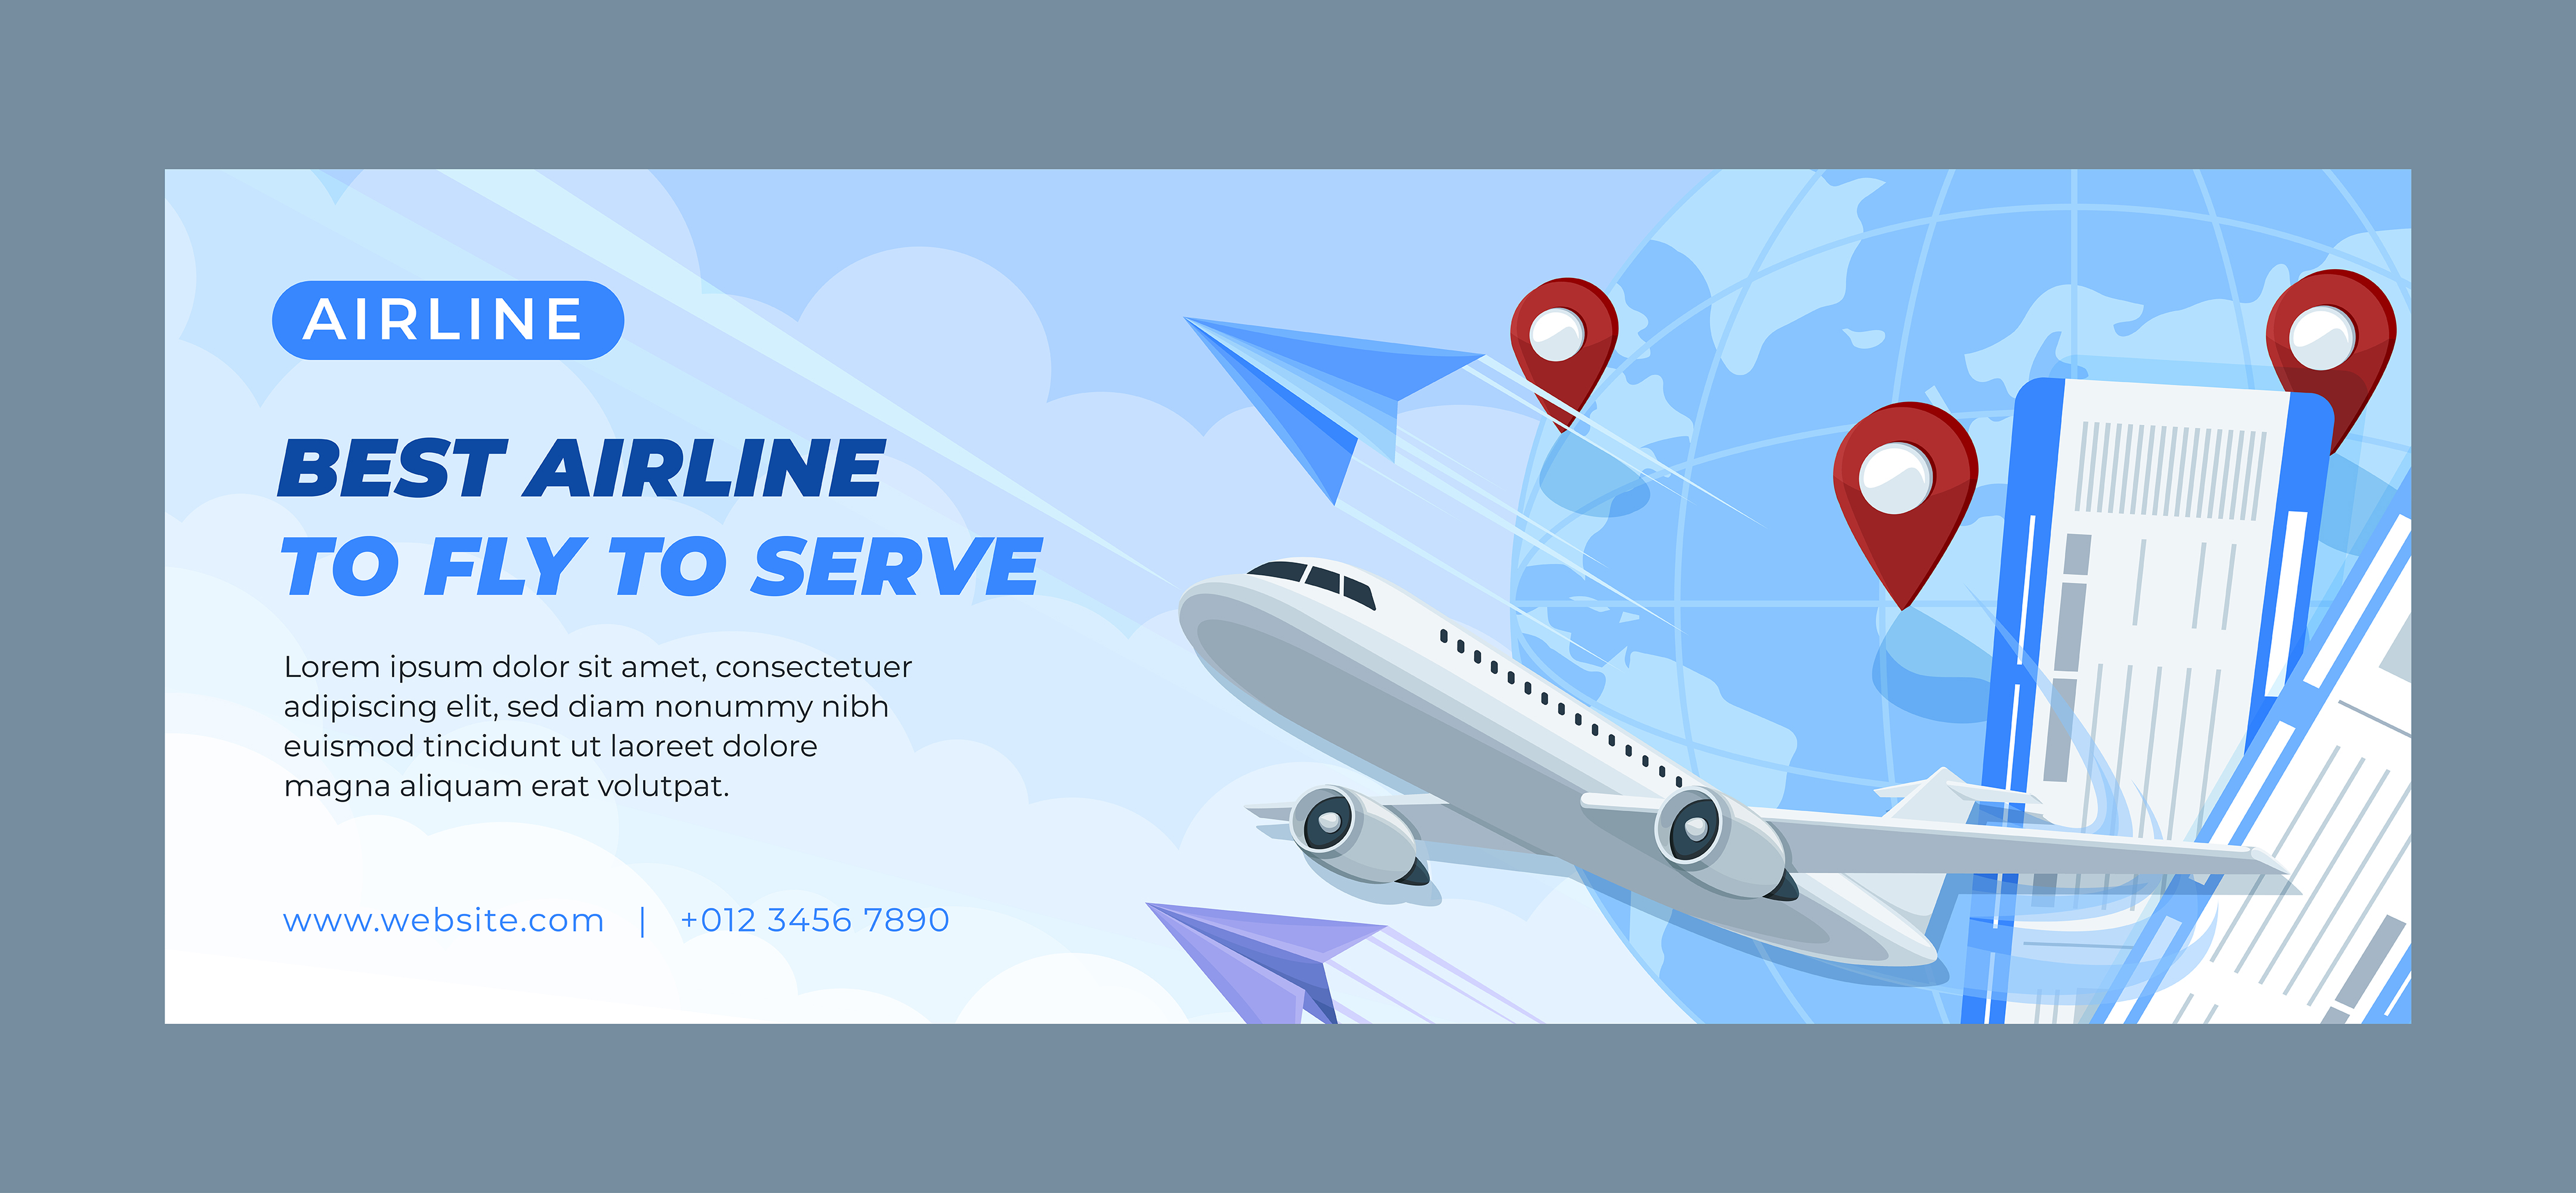 AIRLINE
BEST AIRLINE
TO FLY TO SERVE
Lorem ipsum dolor sit amet, consectetuer
adipiscing elit, sed diam nonummy nibh
euismod tincidunt ut laoreet dolore
magna aliquam erat volutpat.
www.website.com | +012 3456 7890